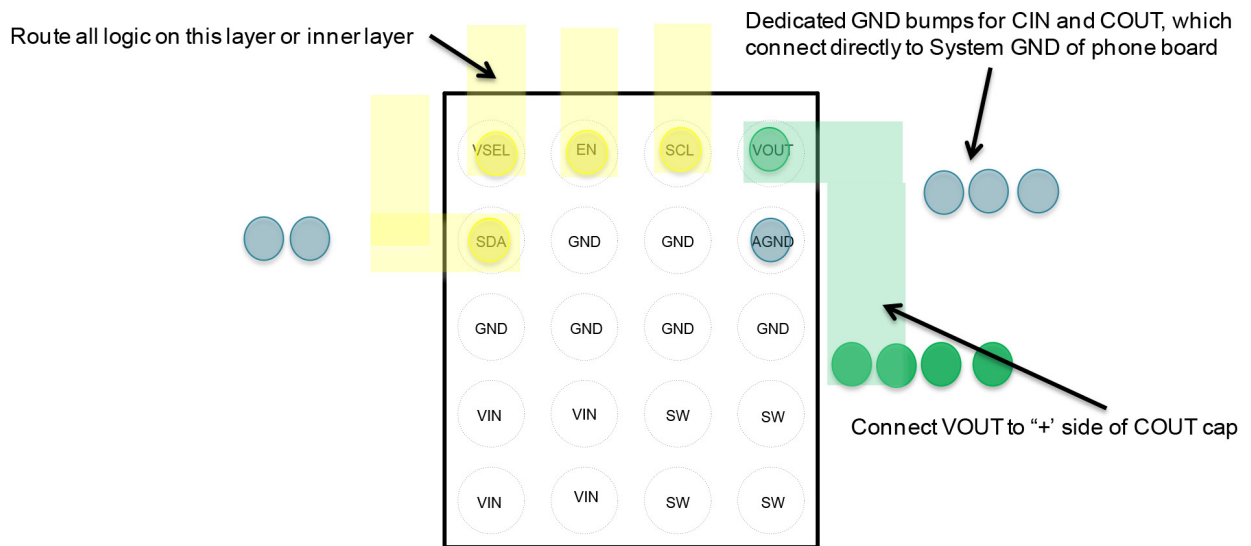 Dedicated GND bumps for CIN and COUT, which
connect directly to System GND of phone board
Route all logic on this layer or inner layer
VSEL EN SCL VOUT
SDA GND GND AGND
GND GND GND GND
VIN VIN SW SW
Connect VOUT to “+’ side of COUT cap
VIN VIN SW SW